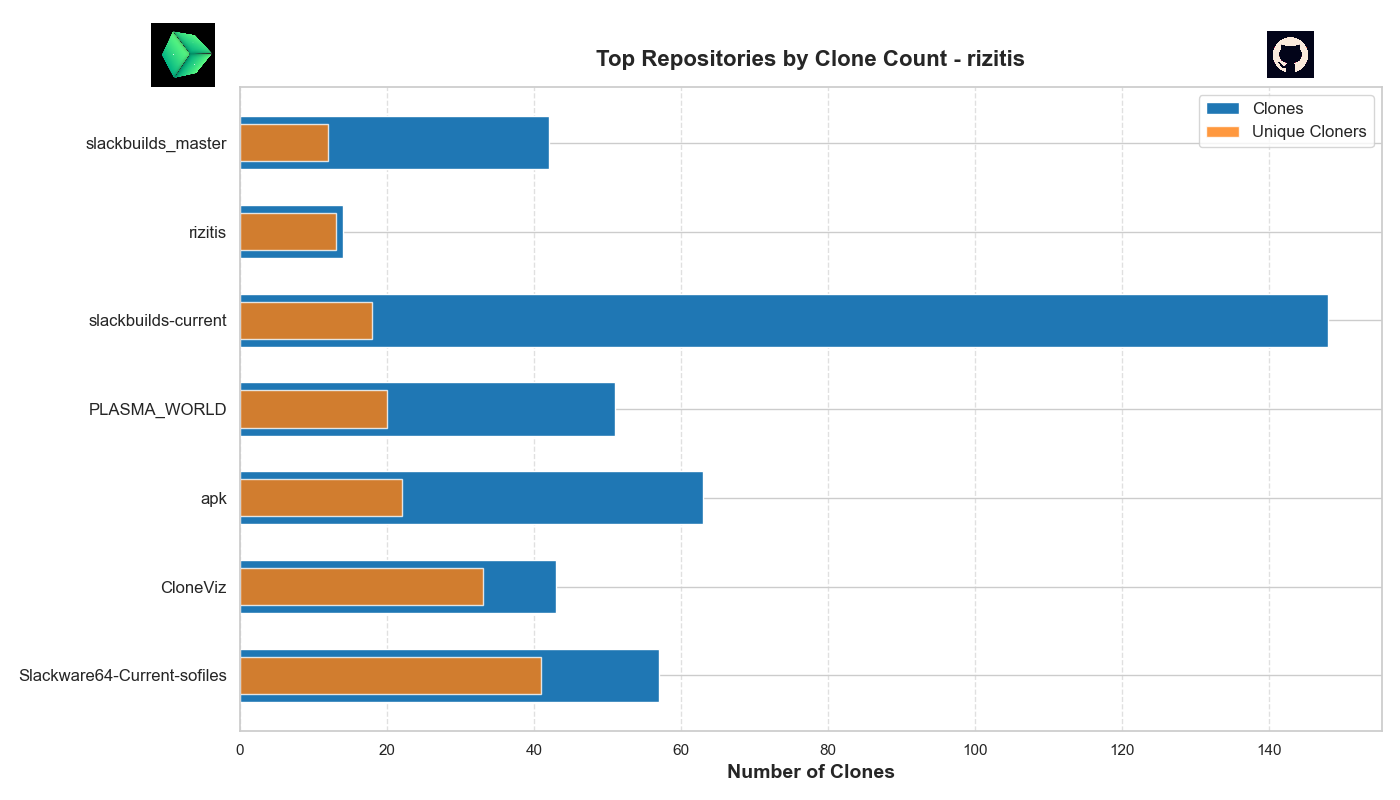 Top Repositories by Clone Count - rizitis
Clones
Unique Cloners
slackbuilds_master
rizitis
slackbuilds-current
PLASMA_WORLD
apk
CloneViz
Slackware64-Current-sofiles
0 20 40 60 80 100 120 140
Number of Clones